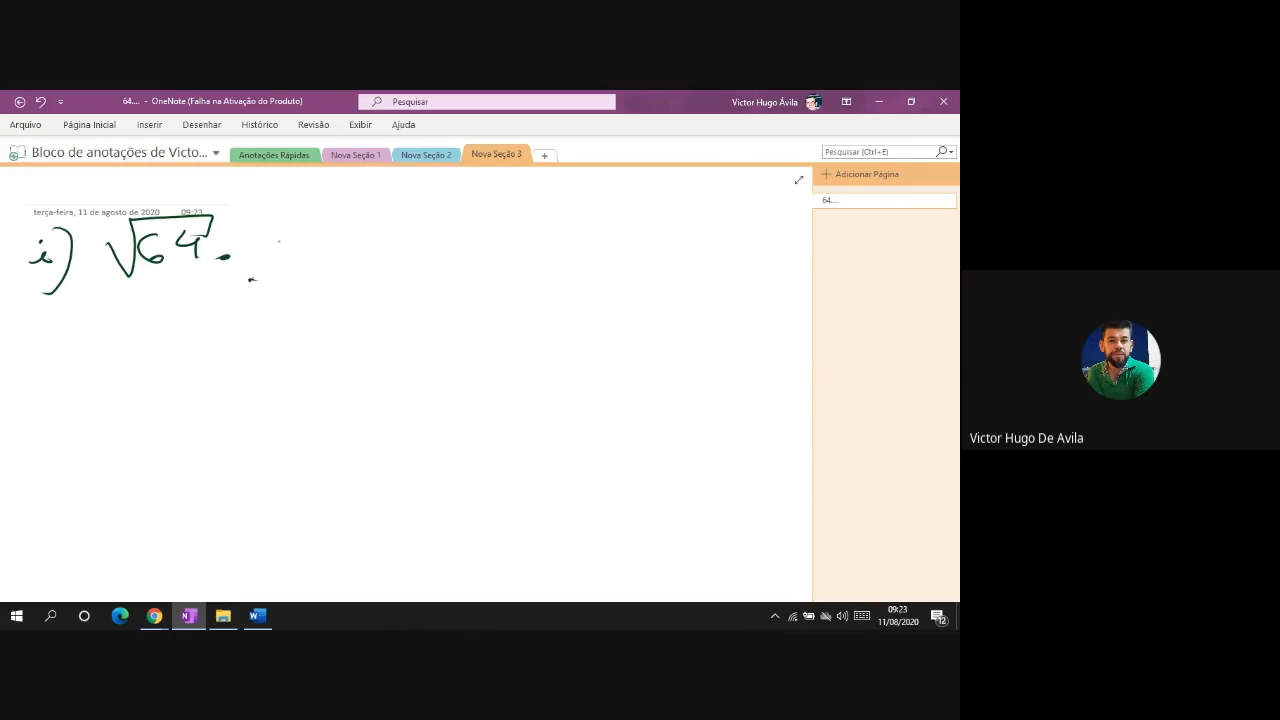 64.... - OneNote (Falha na Ativação do Produto)
Pesquisar
Victor Hugo Ávila
Arquivo Página Inicial Inserir Desenhar Histórico Revisão Exibir Ajuda
Bloco de anotações de Victo...
Anotações Rápidas
Nova Seção 1
Nova Seção 2
Nova Seção 3
Pesquisar (Ctrl+E)
Adicionar Página
64....
terça-feira, 11 de agosto de 2020 09:23
i) √64.
Victor Hugo De Avila
09:23
11/08/2020
12